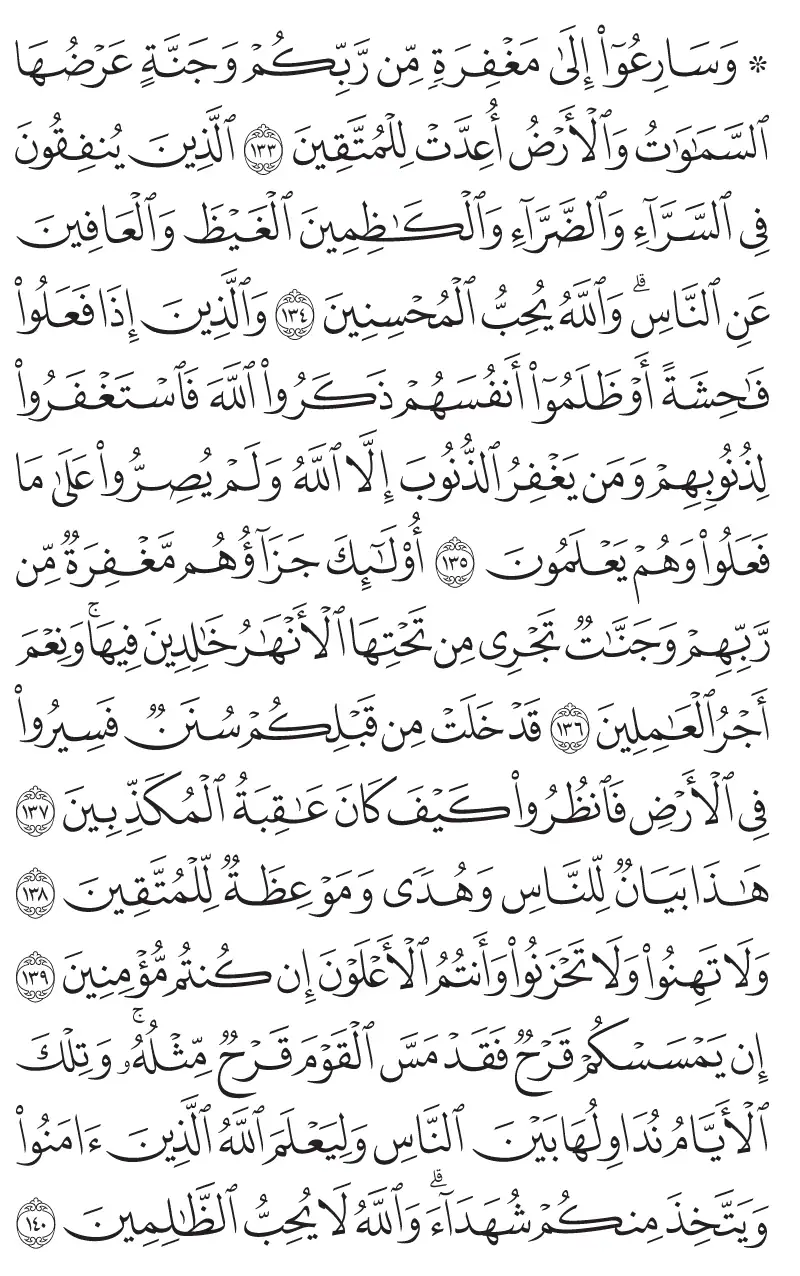 ۞ وَسَارِعُوٓا۟ إِلَىٰ مَغْفِرَةٍ مِّن رَّبِّكُمْ وَجَنَّةٍ عَرْضُهَا
ٱلسَّمَٰوَٰتُ وَٱلْأَرْضُ أُعِدَّتْ لِلْمُتَّقِينَ ١٣٣ ٱلَّذِينَ يُنفِقُونَ
فِى ٱلسَّرَّآءِ وَٱلضَّرَّآءِ وَٱلْكَٰظِمِينَ ٱلْغَيْظَ وَٱلْعَافِينَ
عَنِ ٱلنَّاسِ ۗ وَٱللَّهُ يُحِبُّ ٱلْمُحْسِنِينَ ١٣٤ وَٱلَّذِينَ إِذَا فَعَلُوا۟
فَٰحِشَةً أَوْ ظَلَمُوٓا۟ أَنفُسَهُمْ ذَكَرُوا۟ ٱللَّهَ فَٱسْتَغْفَرُوا۟
لِذُنُوبِهِمْ وَمَن يَغْفِرُ ٱلذُّنُوبَ إِلَّا ٱللَّهُ وَلَمْ يُصِرُّوا۟ عَلَىٰ مَا
فَعَلُوا۟ وَهُمْ يَعْلَمُونَ ١٣٥ أُو۟لَٰٓئِكَ جَزَآؤُهُم مَّغْفِرَةٌ مِّن
رَّبِّهِمْ وَجَنَّٰتٌ تَجْرِى مِن تَحْتِهَا ٱلْأَنْهَٰرُ خَٰلِدِينَ فِيهَا ۚ وَنِعْمَ
أَجْرُ ٱلْعَٰمِلِينَ ١٣٦ قَدْ خَلَتْ مِن قَبْلِكُمْ سُنَنٌ فَسِيرُوا۟
فِى ٱلْأَرْضِ فَٱنظُرُوا۟ كَيْفَ كَانَ عَٰقِبَةُ ٱلْمُكَذِّبِينَ ١٣٧
هَٰذَا بَيَانٌ لِّلنَّاسِ وَهُدًى وَمَوْعِظَةٌ لِّلْمُتَّقِينَ ١٣٨
وَلَا تَهِنُوا۟ وَلَا تَحْزَنُوا۟ وَأَنتُمُ ٱلْأَعْلَوْنَ إِن كُنتُم مُّؤْمِنِينَ ١٣٩
إِن يَمْسَسْكُمْ قَرْحٌ فَقَدْ مَسَّ ٱلْقَوْمَ قَرْحٌ مِّثْلُهُۥ ۚ وَتِلْكَ
ٱلْأَيَّامُ نُدَاوِلُهَا بَيْنَ ٱلنَّاسِ وَلِيَعْلَمَ ٱللَّهُ ٱلَّذِينَ ءَامَنُوا۟
وَيَتَّخِذَ مِنكُمْ شُهَدَآءَ ۗ وَٱللَّهُ لَا يُحِبُّ ٱلظَّٰلِمِينَ ١٤٠